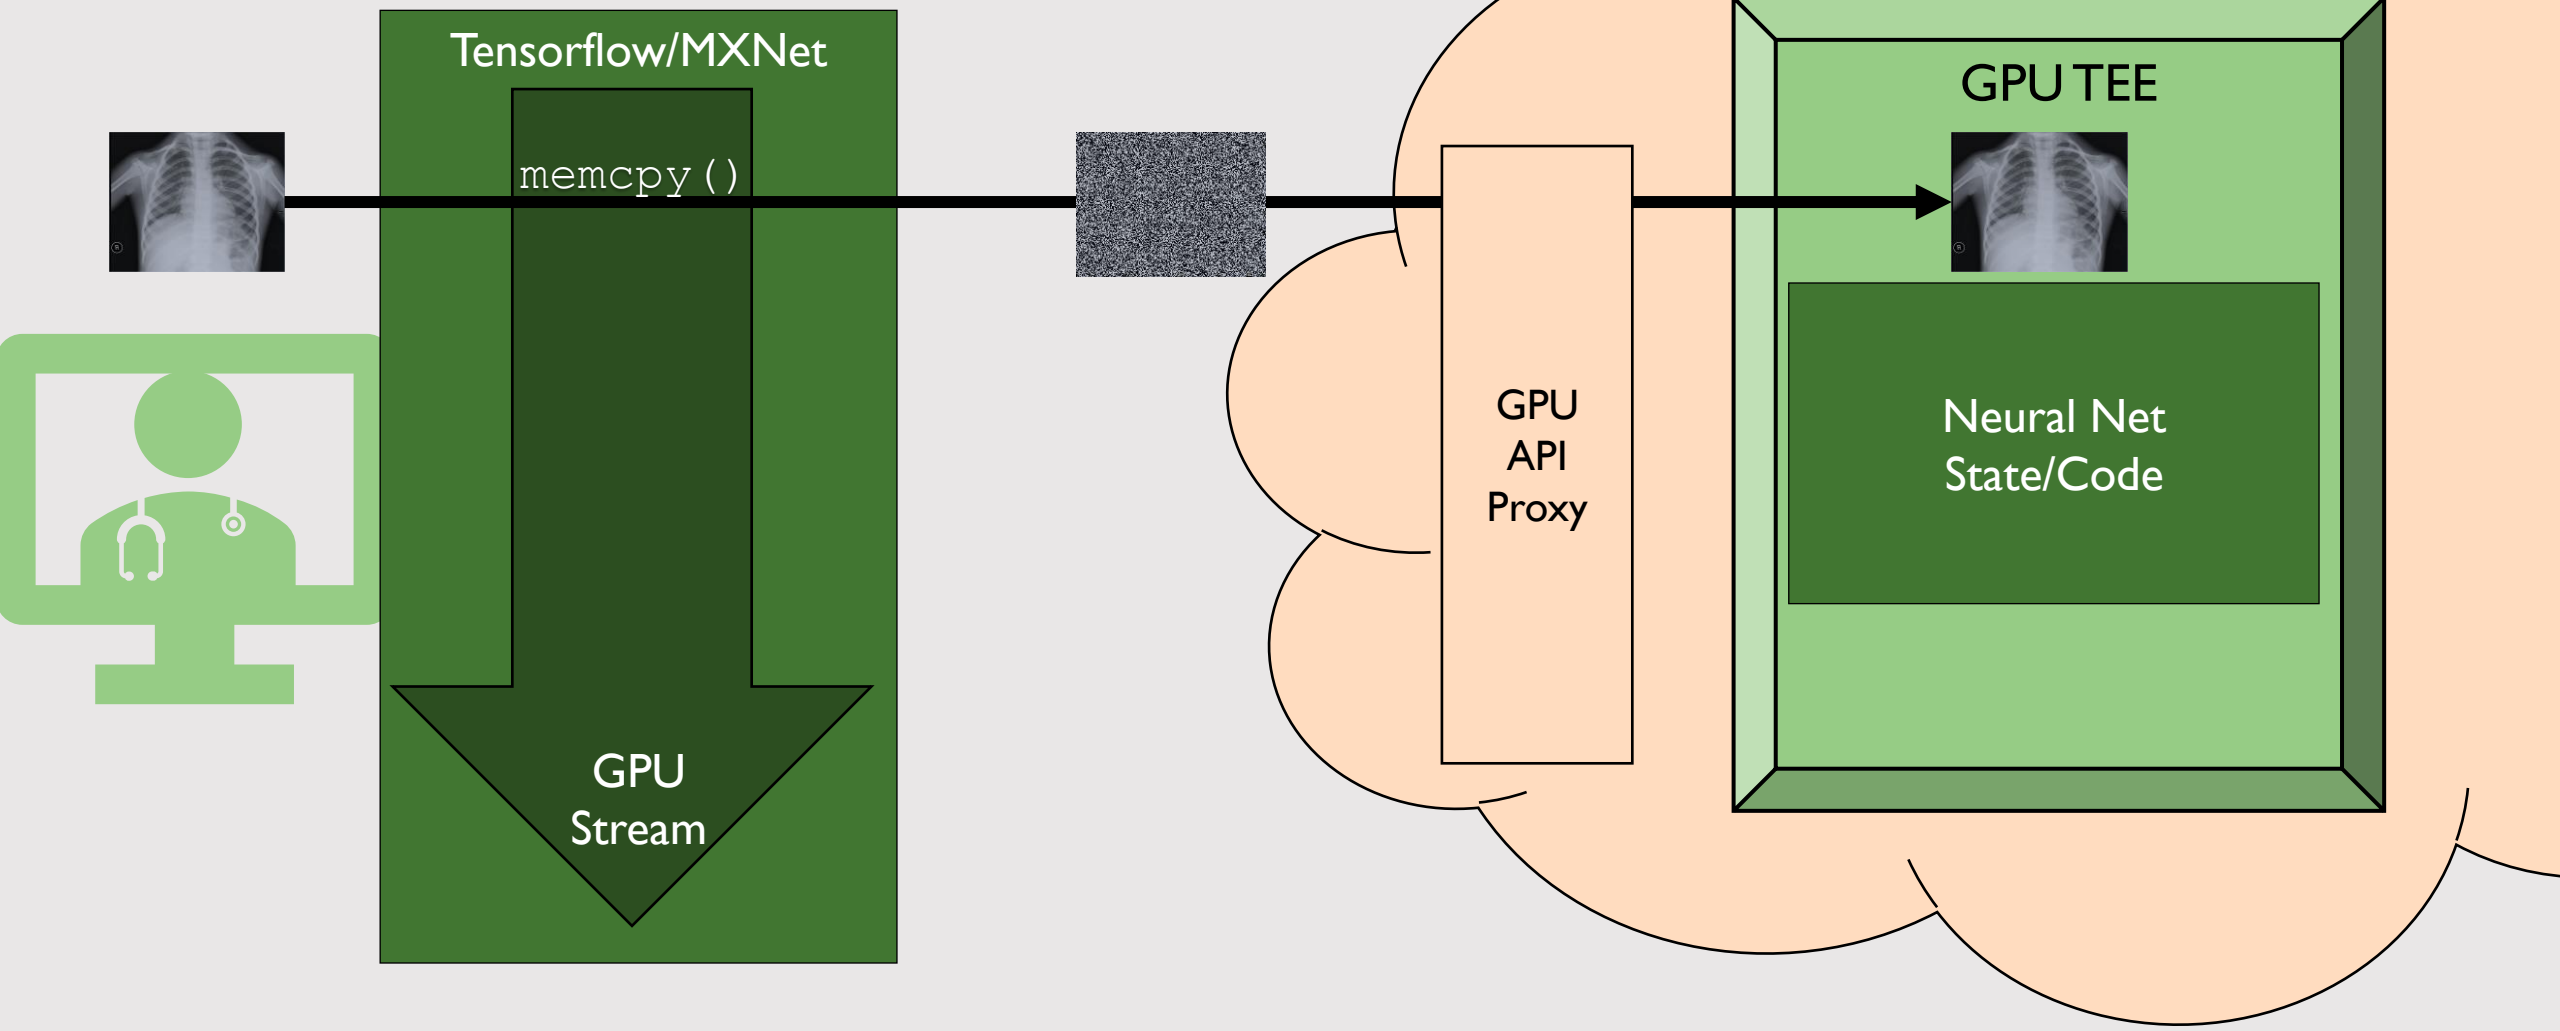 Tensorflow/MXNet
memcpy()
GPU
Stream
GPU
API
Proxy
GPU TEE
Neural Net
State/Code